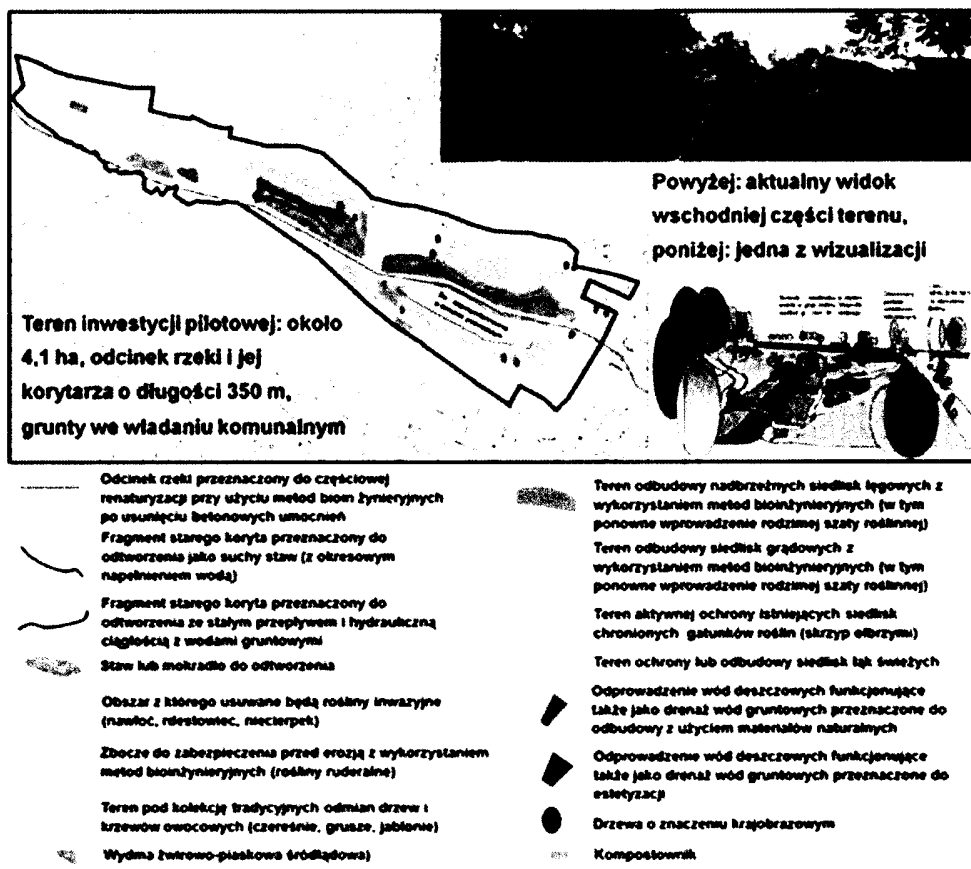 Powyżej: aktualny widok
wschodniej części terenu,
poniżej: jedna z wizualizacji
Teren inwestycji pilotowej: około
4,1 ha, odcinek rzeki i jej
korytarza o długości 350 m,
grunty we władaniu komunalnym
Odcinek rzeki przeznaczony do częściowej
renaturyzacji przy użyciu metod bioin żynieryjnych
po usunięciu betonowych umocnień
Fragment starego koryta przeznaczony do
odtworzenia jako suchy staw (z okresowym
napełnieniem wodą)
Fragment starego koryta przeznaczony do
odtworzenia ze stałym przepływem i hydrauliczną
ciągłością z wodami gruntowymi
Staw lub mokradło do odtworzenia
Obszar z którego usuwane będą rośliny inwazyjne
(nawłoć, rdestowiec, niecierpek)
Zbocze do zabezpieczenia przed erozją z wykorzystaniem
metod bioinżynieryjnych (rośliny ruderalne)
Teren pod kolekcję tradycyjnych odmian drzew i
krzewów owocowych (czereśnie, grusze, jabłonie)
Wydma żwirowo-piaskowa śródlądowa)
Teren odbudowy nadbrzeżnych siedlisk łęgowych z
wykorzystaniem metod bioinżynieryjnych (w tym
ponowne wprowadzenie rodzimej szaty roślinnej)
Teren odbudowy siedlisk grądowych z
wykorzystaniem metod bioinżynieryjnych (w tym
ponowne wprowadzenie rodzimej szaty roślinnej)
Teren aktywnej ochrony istniejących siedlisk
chronionych gatunków roślin (skrzyp olbrzymi)
Teren ochrony lub odbudowy siedlisk łąk świeżych
Odprowadzenie wód deszczowych funkcjonujące
także jako drenaż wód gruntowych przeznaczone do
odbudowy z użyciem materiałów naturalnych
Odprowadzenie wód deszczowych funkcjonujące
także jako drenaż wód gruntowych przeznaczone do
estetyzacji
Drzewa o znaczeniu krajobrazowym
Kompostownik